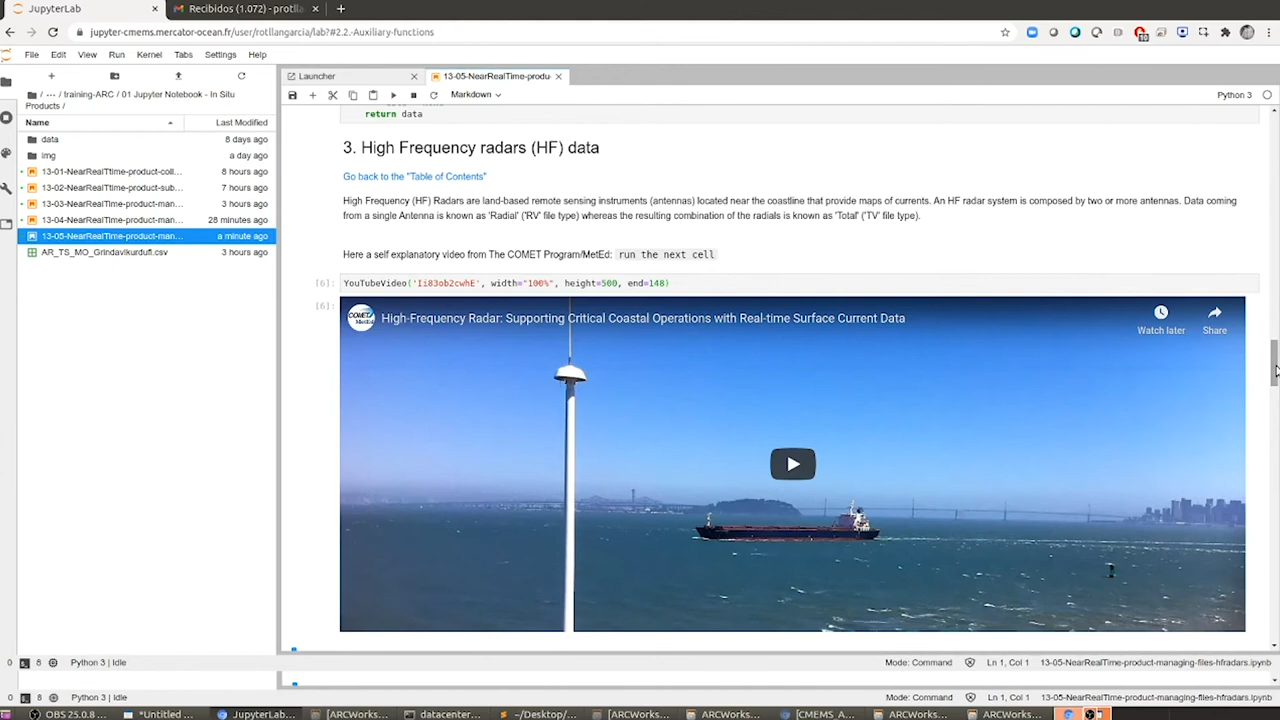 JupyterLab
Recibidos (1.072) - protll
jupyter-cmems.mercator-ocean.fr/user/rotllangarcia/lab?#2.2.-Auxiliary-functions
File Edit View Run Kernel Tabs Settings Help
/ ··· / training-ARC / 01 Jupyter Notebook - In Situ
Products /
Name Last Modified
data 8 days ago
img a day ago
13-01-NearRealTtime-product-coll... 8 hours ago
13-02-NearRealTtime-product-sub... 7 hours ago
13-03-NearRealTtime-product-man... 3 hours ago
13-04-NearRealTtime-product-man... 28 minutes ago
13-05-NearRealTime-product-man... a minute ago
AR_TS_MO_Grindavikurdufl.csv 3 hours ago
Launcher
13-05-NearRealTime-produ
Markdown
Python 3
return data
3. High Frequency radars (HF) data
Go back to the "Table of Contents"
High Frequency (HF) Radars are land-based remote sensing instruments (antennas) located near the coastline that provide maps of currents. An HF radar system is composed by two or more antennas. Data coming
from a single Antenna is known as 'Radial' ('RV' file type) whereas the resulting combination of the radials is known as 'Total' ('TV' file type).
Here a self explanatory video from The COMET Program/MetEd: run the next cell
[6]: YouTubeVideo('Ii83ob2cwhE', width="100%", height=500, end=148)
[6]:
COMET
MetEd
High-Frequency Radar: Supporting Critical Coastal Operations with Real-time Surface Current Data
Watch later
Share
0 8 Python 3 | Idle Mode: Command Ln 1, Col 1 13-05-NearRealTime-product-managing-files-hfradars.ipynb
0 8 Python 3 | Idle Mode: Command Ln 1, Col 1 13-05-NearRealTime-product-managing-files-hfradars.ipynb
OBS 25.0.8 ... *Untitled ... JupyterLab... [ARCWorks... datacenter... ~/Desktop/... [ARCWorks... ARCWorks... [CMEMS_A... ARCWorks... ARCWorks...